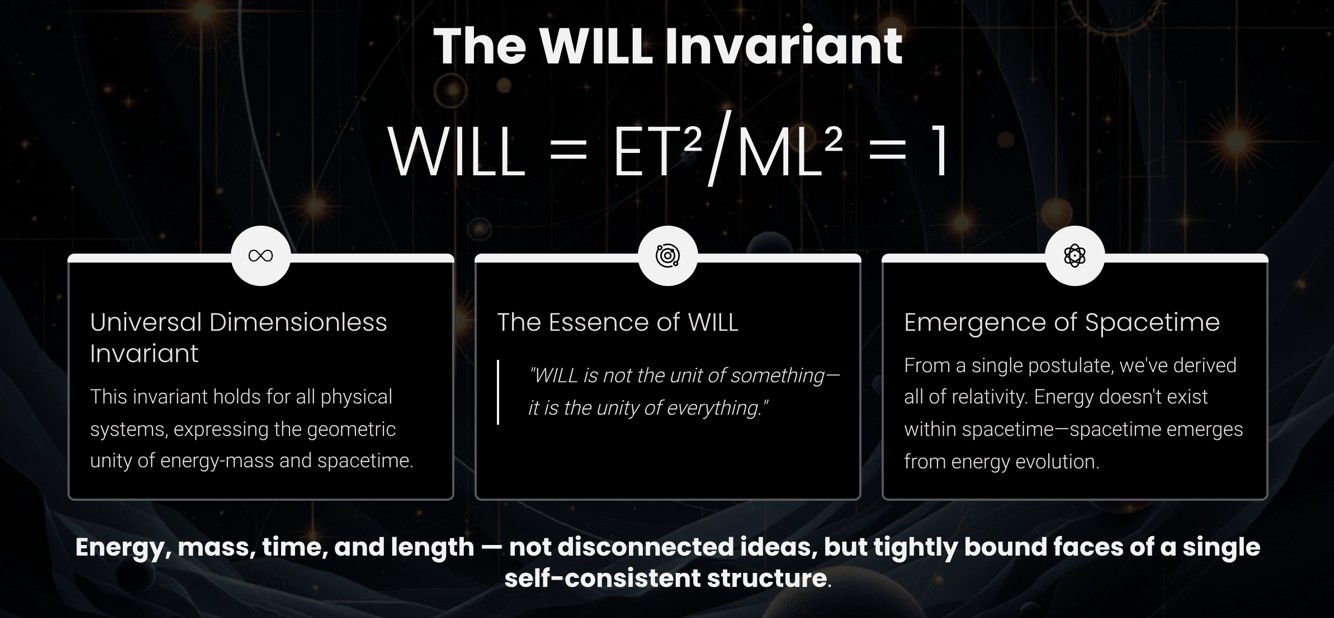 The WILL Invariant
WILL = ET²/ML² = 1
Universal Dimensionless
Invariant
This invariant holds for all physical
systems, expressing the geometric
unity of energy-mass and spacetime.
The Essence of WILL
"WILL is not the unit of something—
it is the unity of everything."
Emergence of Spacetime
From a single postulate, we've derived
all of relativity. Energy doesn't exist
within spacetime—spacetime emerges
from energy evolution.
Energy, mass, time, and length — not disconnected ideas, but tightly bound faces of a single
self-consistent structure.